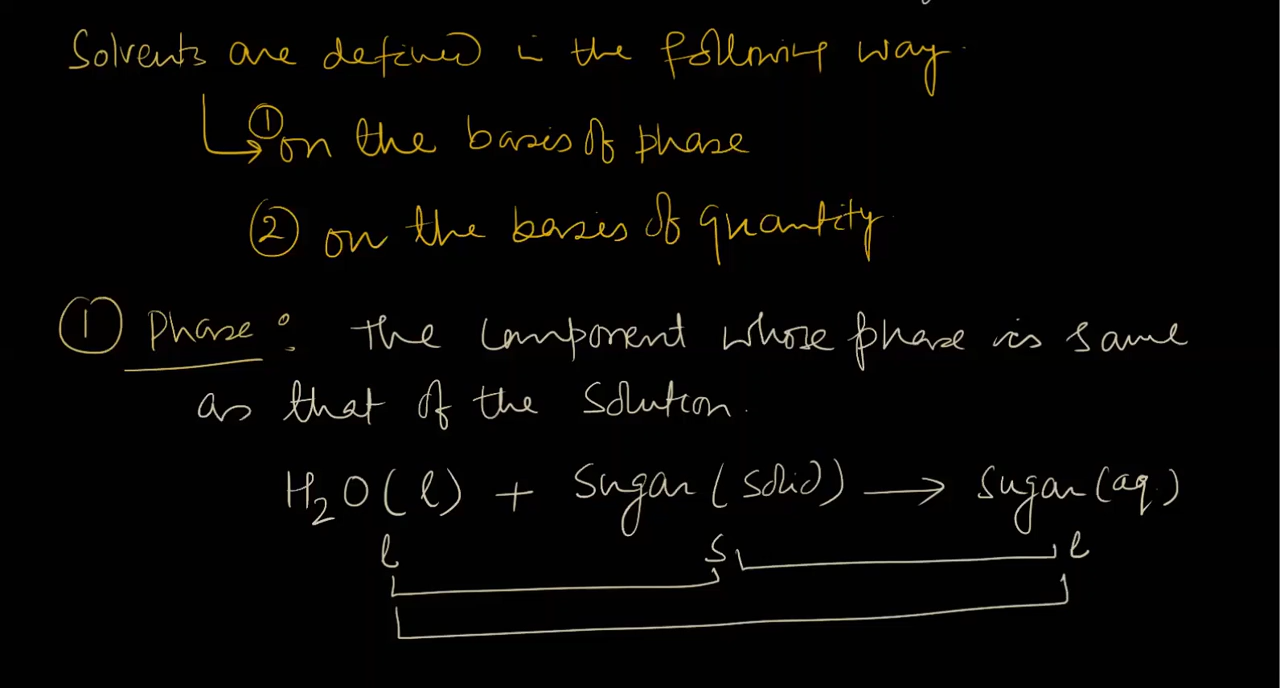 Solvents are defined in the following way.
① on the basis of phase
② on the basis of quantity
① Phase : The component whose phase is same
as that of the solution.
H₂O(l) + Sugar(solid) → Sugar(aq.)
l S l